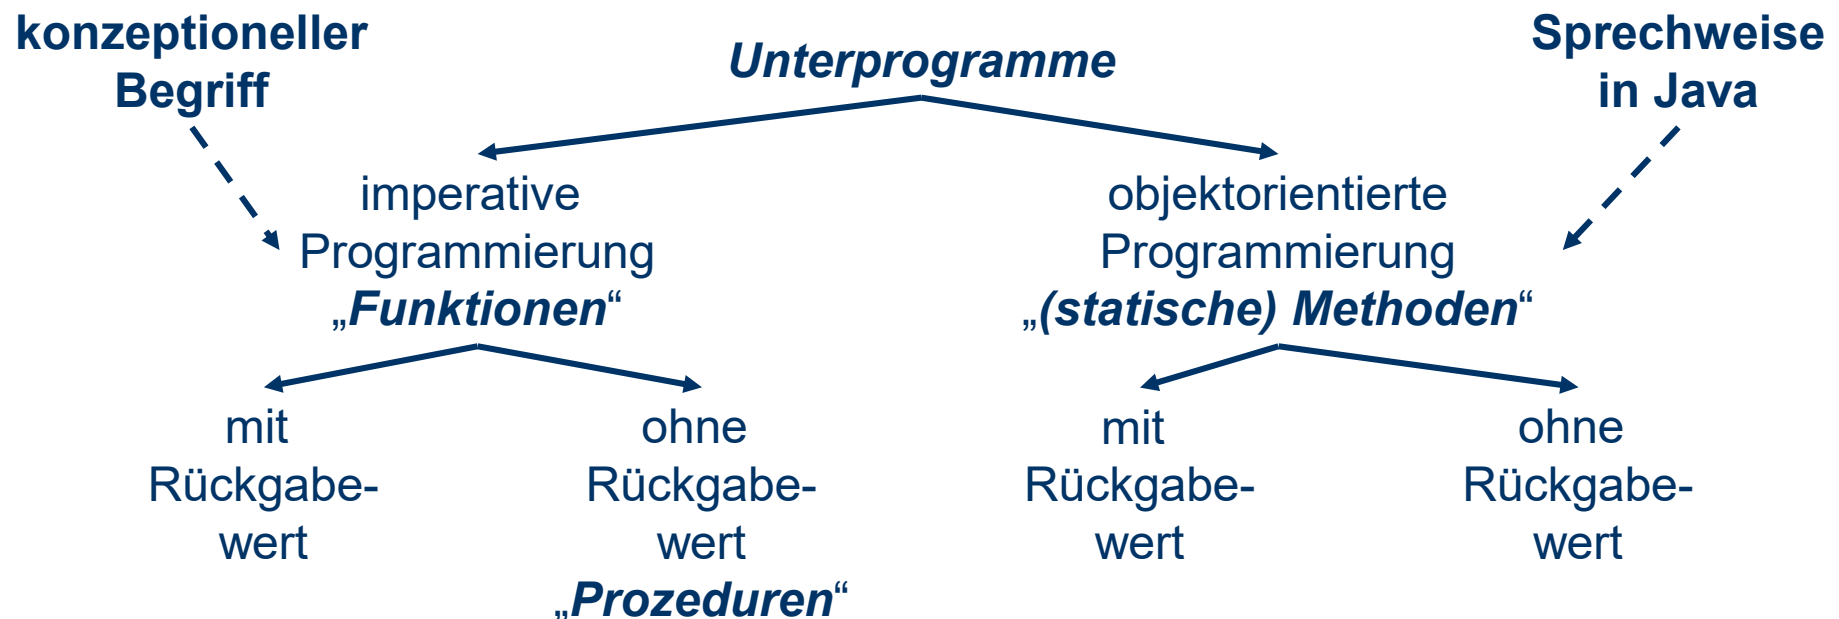 konzeptioneller
Begriff
Unterprogramme
Sprechweise
in Java
imperative
Programmierung
„Funktionen“
objektorientierte
Programmierung
„(statische) Methoden“
mit
Rückgabe-
wert
ohne
Rückgabe-
wert
„Prozeduren“
mit
Rückgabe-
wert
ohne
Rückgabe-
wert